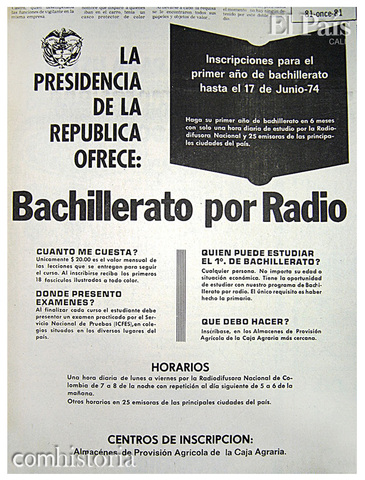 81-once-P1
El País
CALI
LA
PRESIDENCIA
DE LA
REPUBLICA
OFRECE:
Inscripciones para el
primer año de bachillerato
hasta el 17 de Junio-74
Haga su primer año de bachillerato en 6 meses
con solo una hora diaria de estudio por la Radio-
difusora Nacional y 25 emisoras de las principa-
les ciudades del país.
Bachillerato por Radio
CUANTO ME CUESTA?
Unicamente $ 20.00 es el valor mensual de
las lecciones que se entregan para seguir
el curso. Al inscribirse recibe los primeros
18 fascículos ilustrados a todo color.
DONDE PRESENTO
EXAMENES?
Al finalizar cada curso el estudiante debe
presentar un examen practicado por el Ser-
vicio Nacional de Pruebas (ICFES), en co-
legios situados en los diversos lugares del
país.
QUIEN PUEDE ESTUDIAR
EL 1º. DE BACHILLERATO?
Cualquier persona. No importa su edad a
situación económica. Tiene la oportunidad
de estudiar con nuestro programa de Bachi-
llerato por radio. El único requisito es haber
hecho la primaria.
QUE DEBO HACER?
Inscríbase, en los Almacenes de Provisión
Agrícola de la Caja Agraria más cercana.
HORARIOS
Una hora diaria de lunes a viernes por la Radiodifusora Nacional de Co-
lombia de 7 a 8 de la noche con repetición al día siguiente de 5 a 6 de la
mañana.
Otros horarios en 25 emisoras de las principales ciudades del país.
CENTROS DE INSCRIPCION:
Almacénes de Provisión Agrícola de la Caja Agraria.
comhistoria